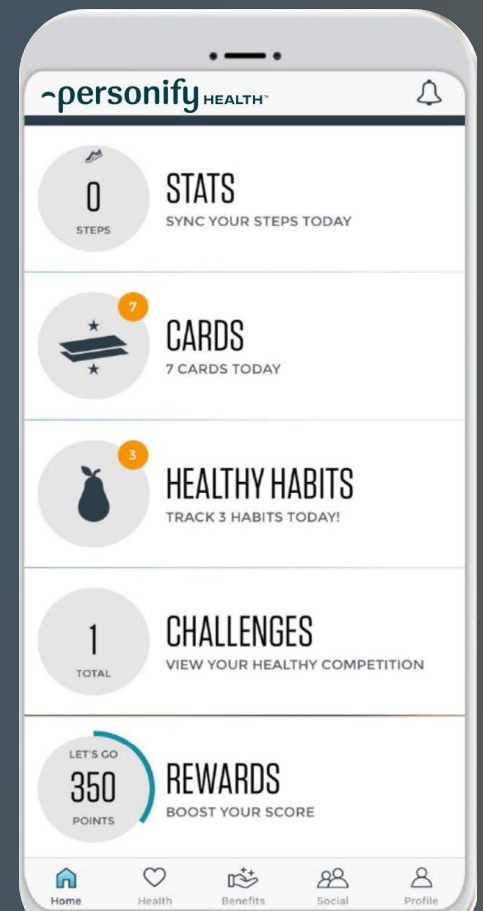 personify HEALTH™
0
STEPS
STATS
SYNC YOUR STEPS TODAY
7
CARDS
7 CARDS TODAY
3
HEALTHY HABITS
TRACK 3 HABITS TODAY!
1
TOTAL
CHALLENGES
VIEW YOUR HEALTHY COMPETITION
LET'S GO
350
POINTS
REWARDS
BOOST YOUR SCORE
Home Health Benefits Social Profile